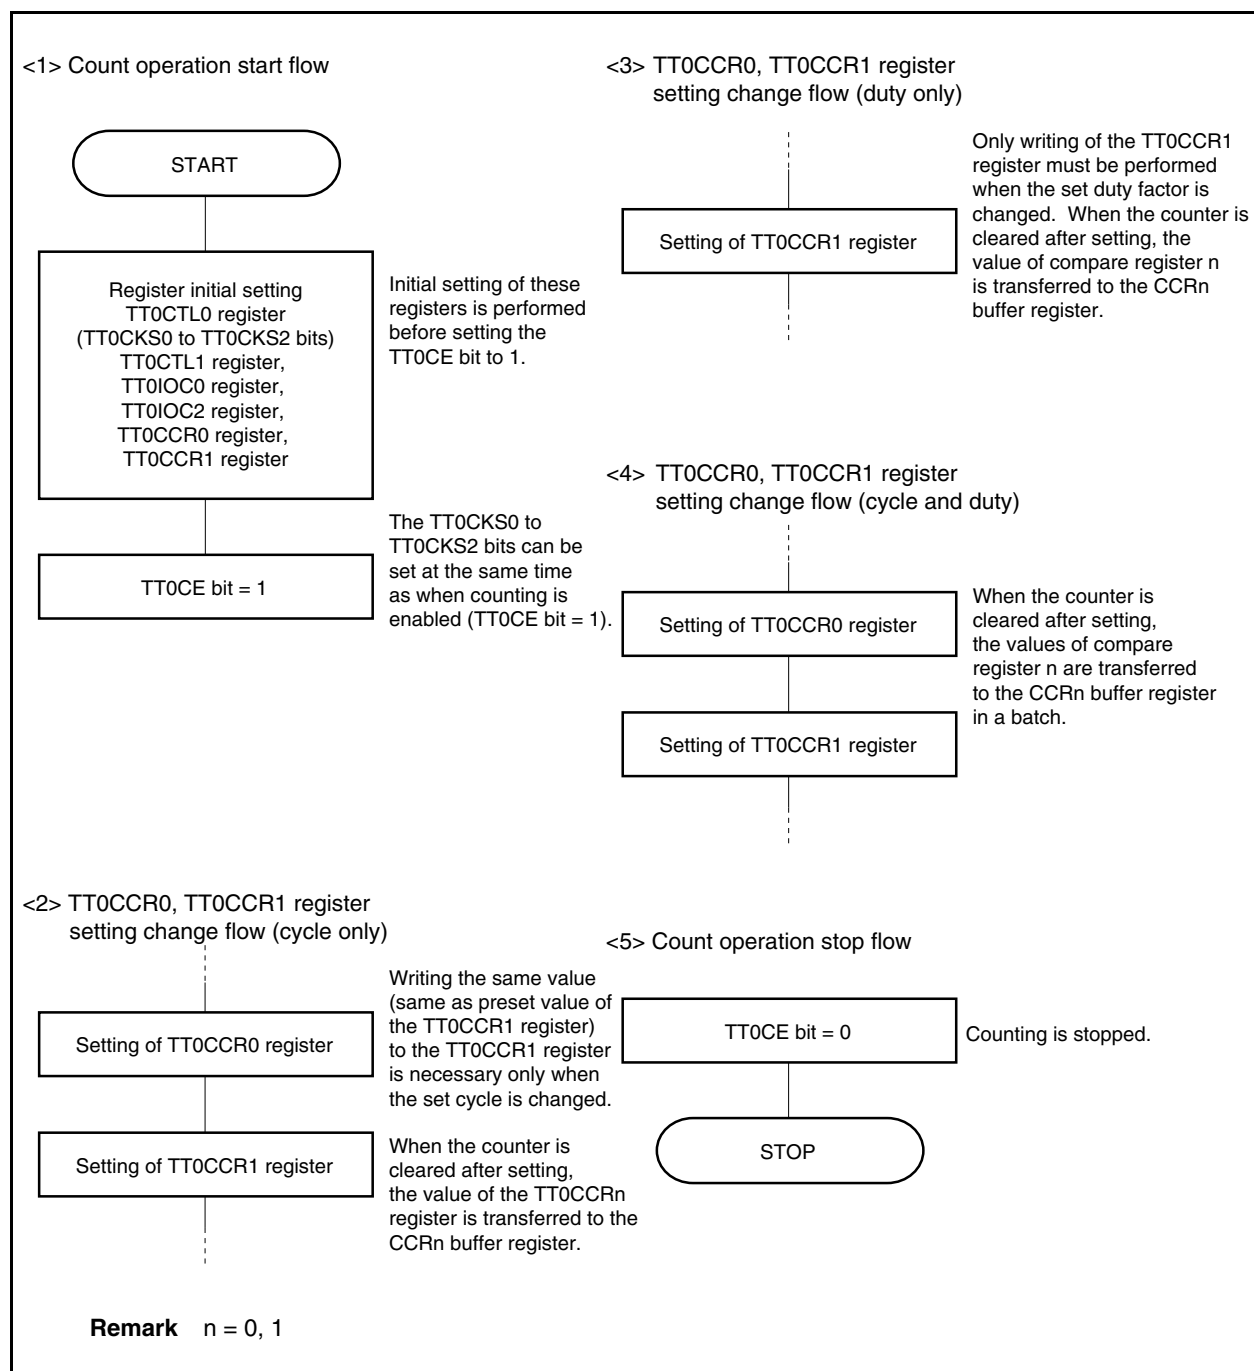 <1> Count operation start flow
START
Register initial setting
TT0CTL0 register
(TT0CKS0 to TT0CKS2 bits)
TT0CTL1 register,
TT0IOC0 register,
TT0IOC2 register,
TT0CCR0 register,
TT0CCR1 register
Initial setting of these
registers is performed
before setting the
TT0CE bit to 1.
TT0CE bit = 1
The TT0CKS0 to
TT0CKS2 bits can be
set at the same time
as when counting is
enabled (TT0CE bit = 1).
<2> TT0CCR0, TT0CCR1 register
setting change flow (cycle only)
Setting of TT0CCR0 register
Writing the same value
(same as preset value of
the TT0CCR1 register)
to the TT0CCR1 register
is necessary only when
the set cycle is changed.
Setting of TT0CCR1 register
When the counter is
cleared after setting,
the value of the TT0CCRn
register is transferred to the
CCRn buffer register.
<3> TT0CCR0, TT0CCR1 register
setting change flow (duty only)
Setting of TT0CCR1 register
Only writing of the TT0CCR1
register must be performed
when the set duty factor is
changed. When the counter is
cleared after setting, the
value of compare register n
is transferred to the CCRn
buffer register.
<4> TT0CCR0, TT0CCR1 register
setting change flow (cycle and duty)
Setting of TT0CCR0 register
Setting of TT0CCR1 register
When the counter is
cleared after setting,
the values of compare
register n are transferred
to the CCRn buffer register
in a batch.
<5> Count operation stop flow
TT0CE bit = 0
Counting is stopped.
STOP
Remark n = 0, 1